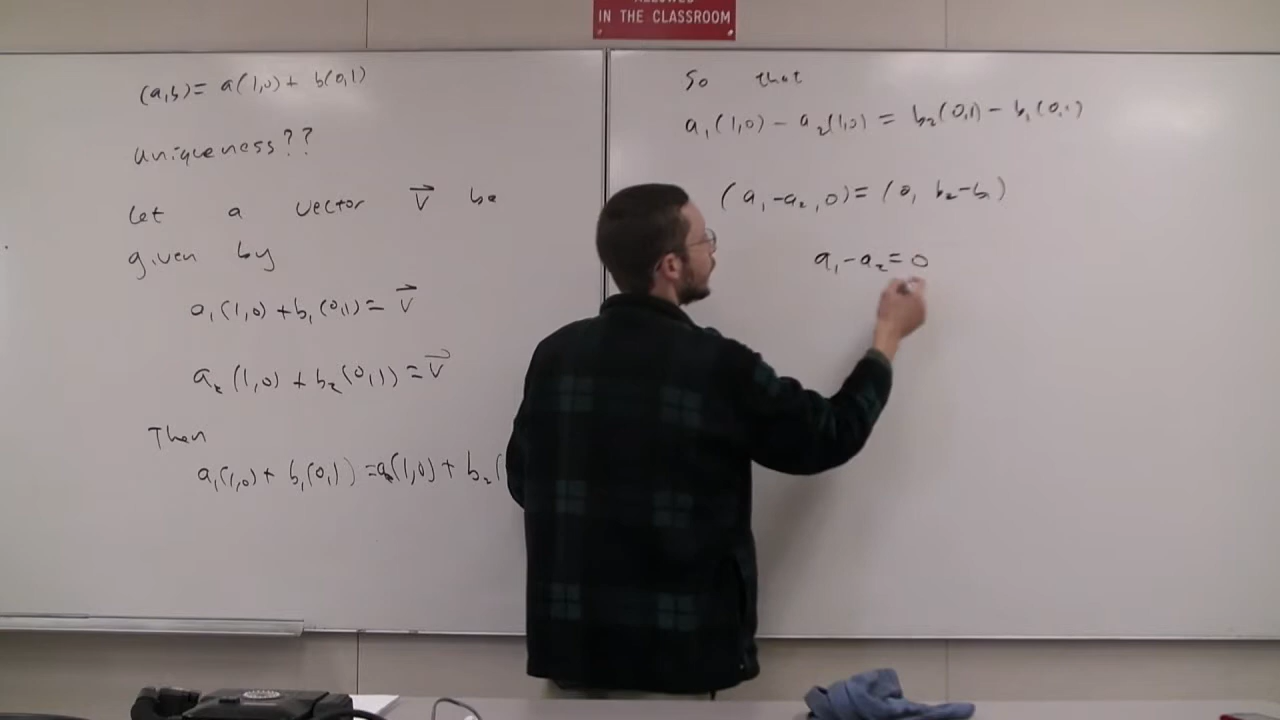 ALLOWED
IN THE CLASSROOM
(a,b) = a(1,0) + b(0,1)
uniqueness??
Let a vector v⃗ be
given by
a₁(1,0) + b₁(0,1) = v⃗
a₂(1,0) + b₂(0,1) = v⃗
Then
a₁(1,0) + b₁(0,1) = a₂(1,0) + b₂(
So that
a₁(1,0) - a₂(1,0) = b₂(0,1) - b₁(0,1)
(a₁-a₂,0) = (0, b₂-b₁)
a₁-a₂=0